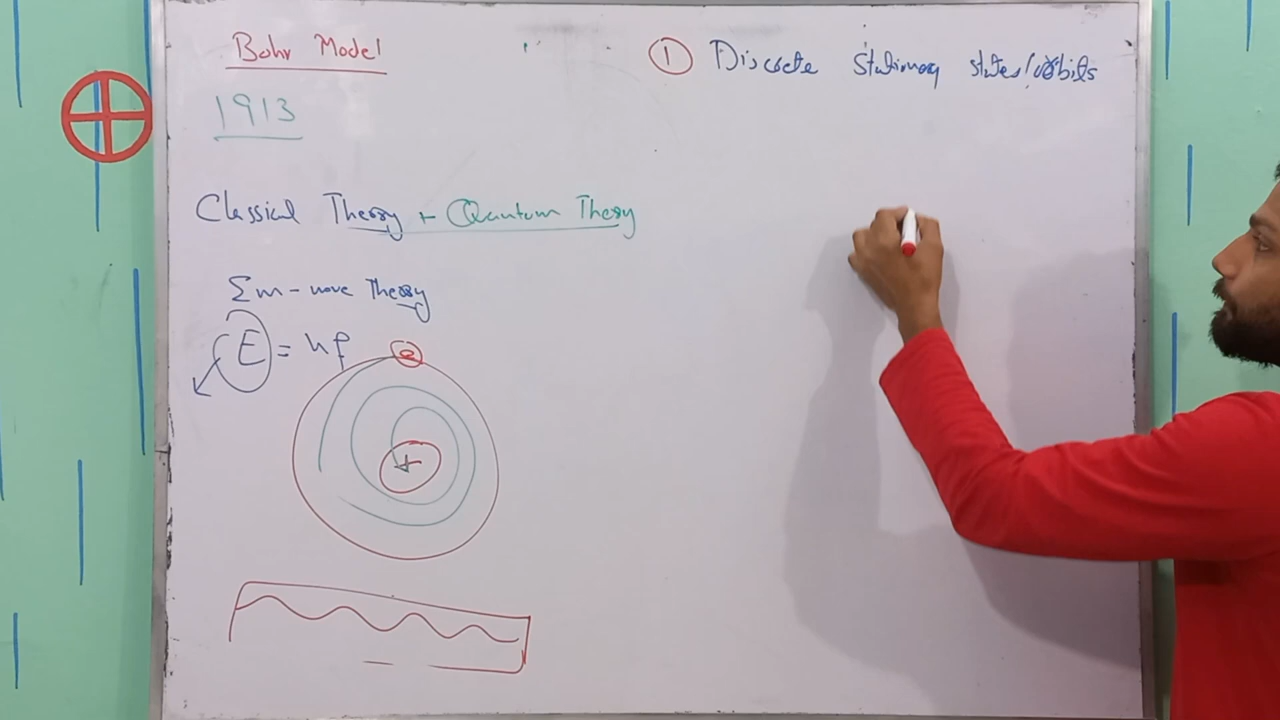 Bohr Model
1913
Classical Theory + Quantum Theory
Em-wave Theory
E = hf
e
+
① Discrete stationary states/orbits